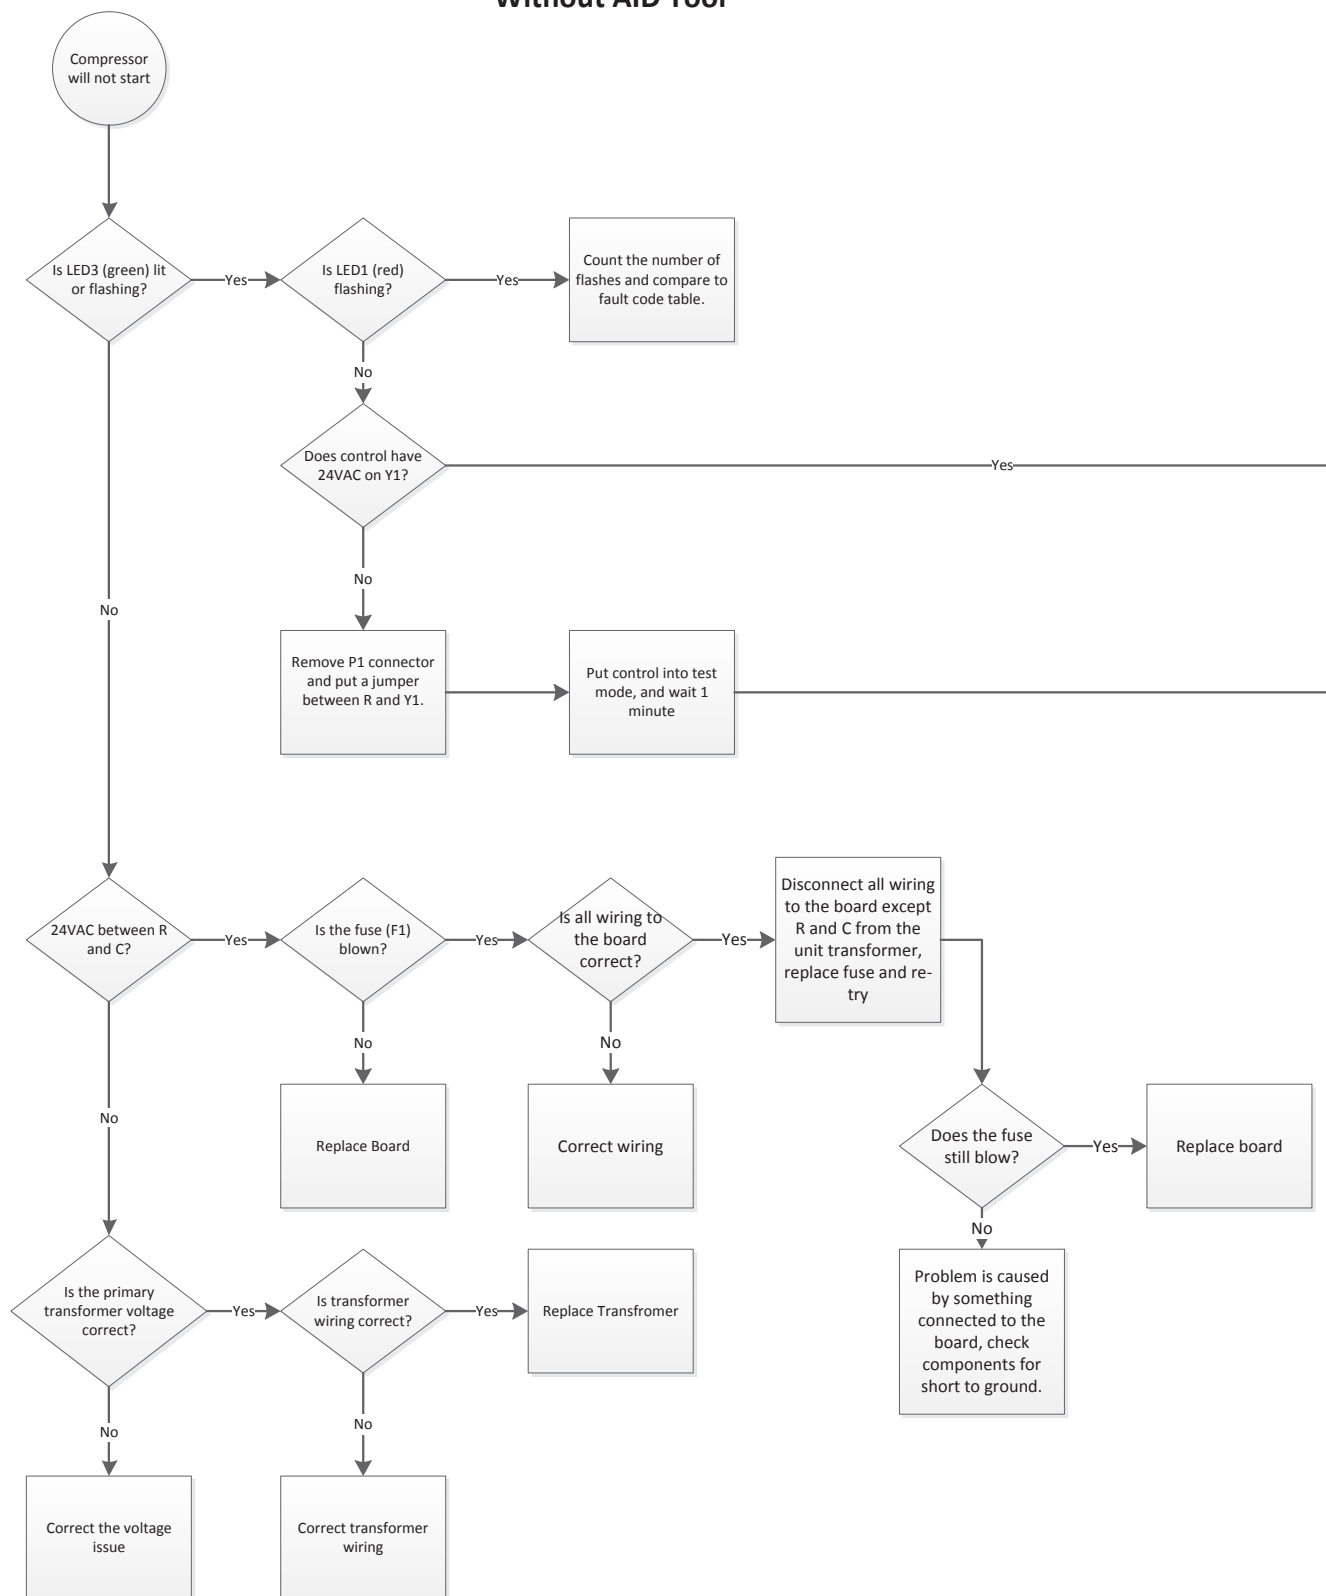 Without AID Tool
Compressor
will not start
Is LED3 (green) lit
or flashing?
Yes
Is LED1 (red)
flashing?
Yes
Count the number of
flashes and compare to
fault code table.
No
Does control have
24VAC on Y1?
Yes
No
No
Remove P1 connector
and put a jumper
between R and Y1.
Put control into test
mode, and wait 1
minute
24VAC between R
and C?
Yes
Is the fuse (F1)
blown?
Yes
Is all wiring to
the board
correct?
Yes
Disconnect all wiring
to the board except
R and C from the
unit transformer,
replace fuse and re-
try
No
No
No
Replace Board
Correct wiring
Does the fuse
still blow?
Yes
Replace board
No
Is the primary
transformer voltage
correct?
Yes
Is transformer
wiring correct?
Yes
Replace Transfromer
Problem is caused
by something
connected to the
board, check
components for
short to ground.
No
No
Correct the voltage
issue
Correct transformer
wiring